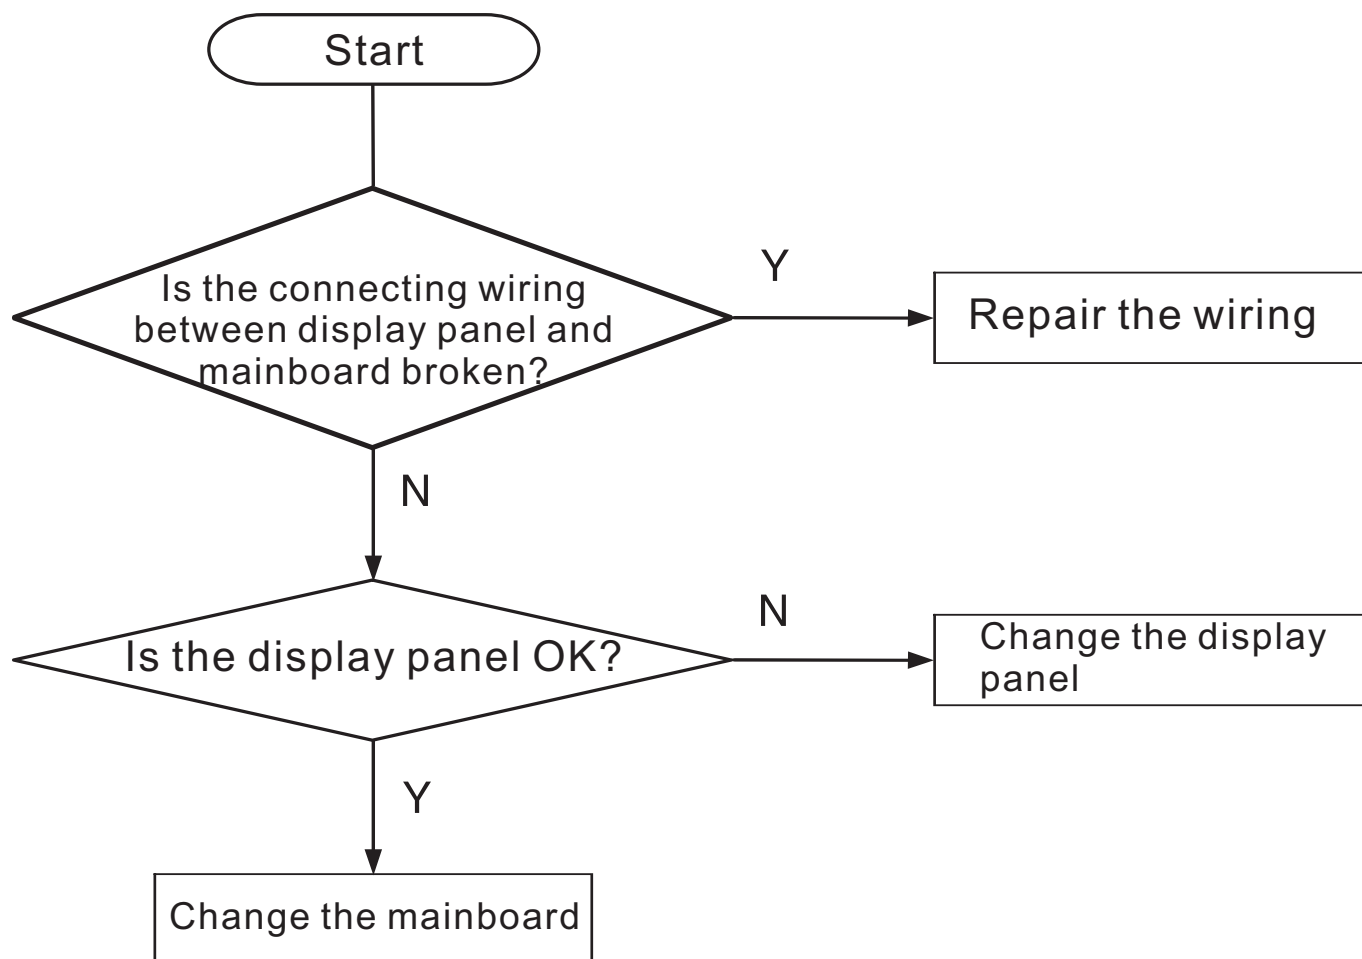 Start
Is the connecting wiring
between display panel and
mainboard broken?
Y
Repair the wiring
N
Is the display panel OK?
N
Change the display
panel
Y
Change the mainboard